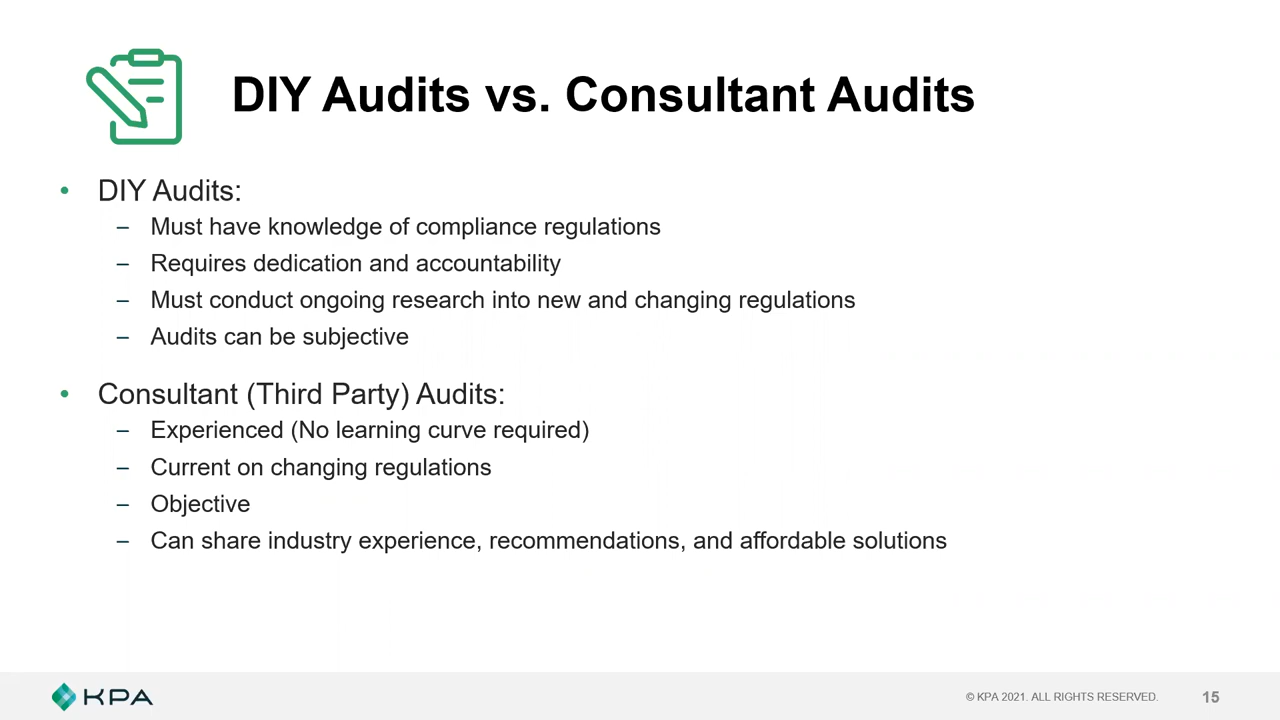 DIY Audits vs. Consultant Audits
• DIY Audits:
– Must have knowledge of compliance regulations
– Requires dedication and accountability
– Must conduct ongoing research into new and changing regulations
– Audits can be subjective
• Consultant (Third Party) Audits:
– Experienced (No learning curve required)
– Current on changing regulations
– Objective
– Can share industry experience, recommendations, and affordable solutions
KPA
© KPA 2021. ALL RIGHTS RESERVED.
15